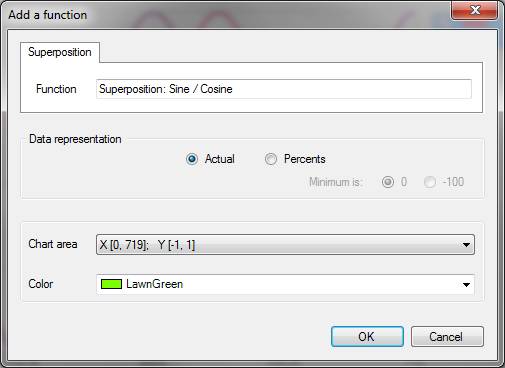 Add a function
Superposition
Function Superposition: Sine / Cosine
Data representation
Actual Percents
Minimum is: 0 -100
Chart area X [0, 719]; Y [-1, 1]
Color LawnGreen
OK Cancel